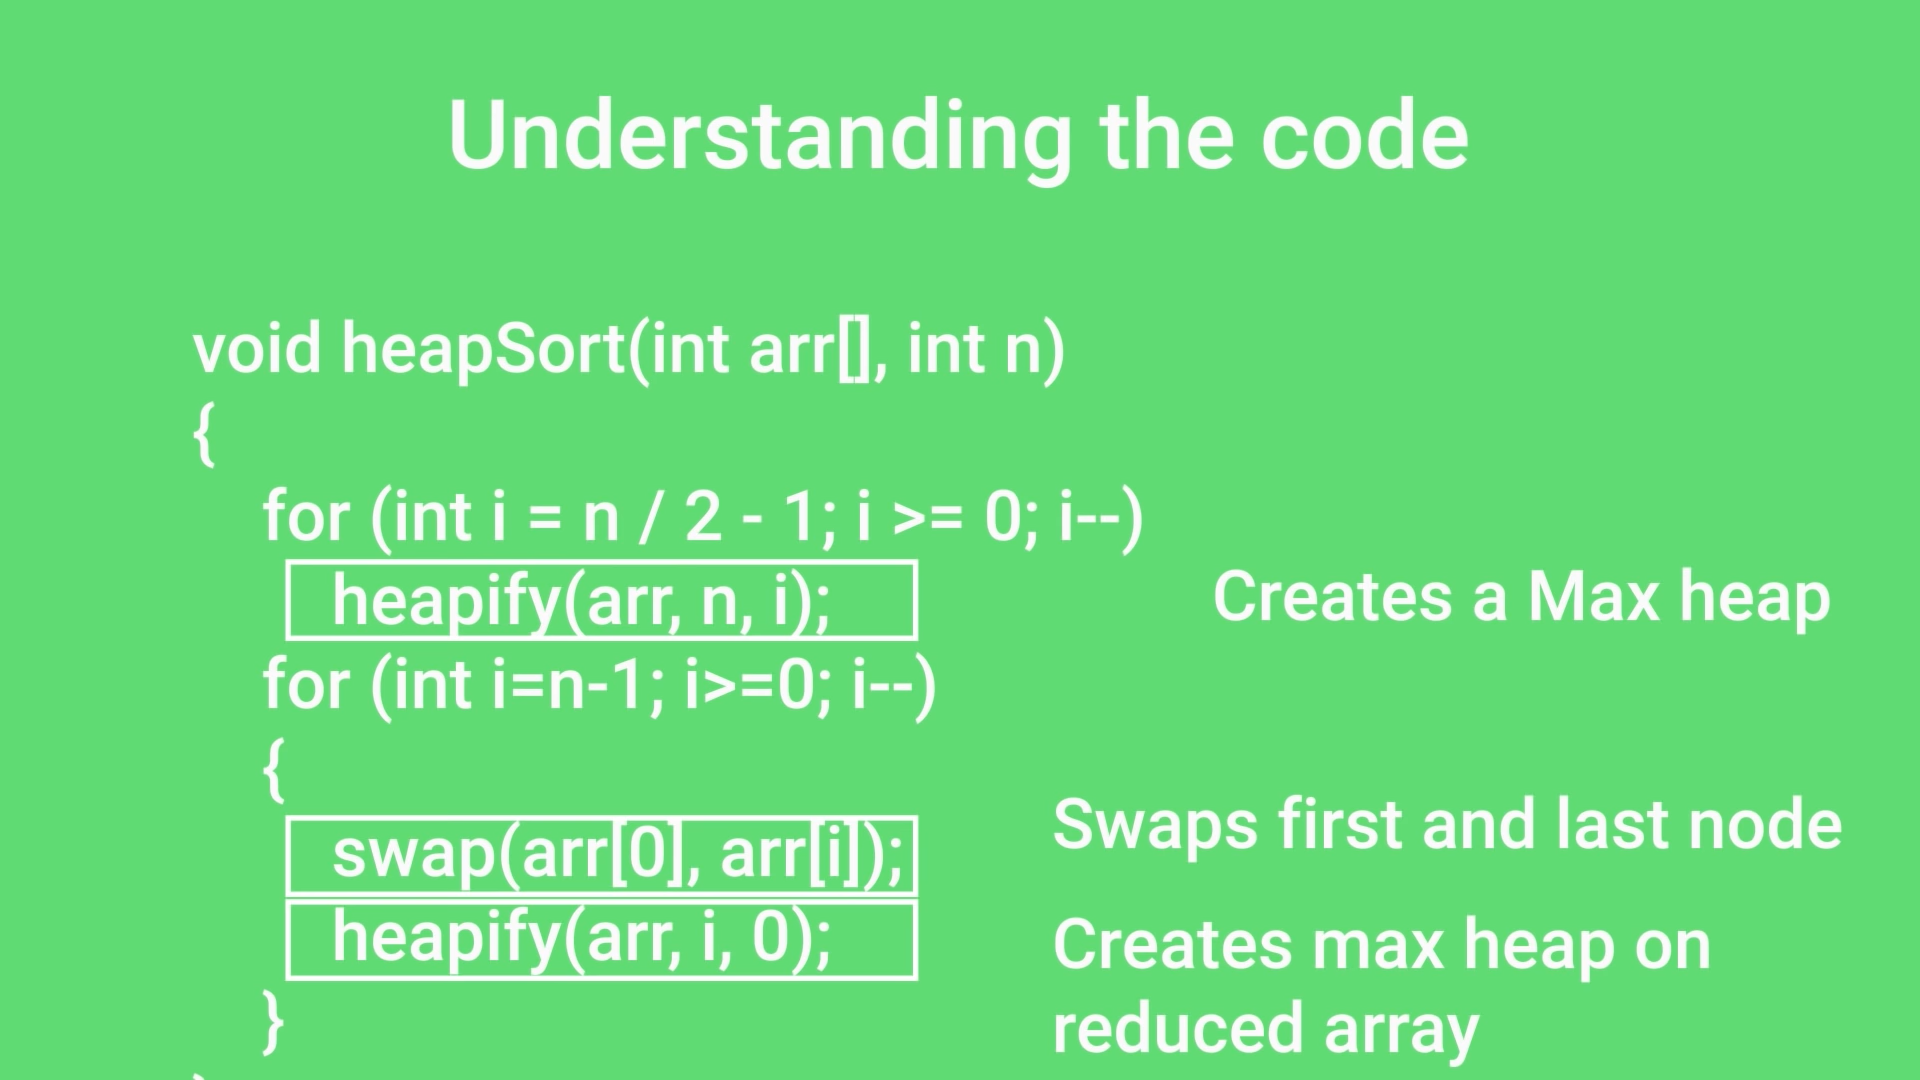 Understanding the code
void heapSort(int arr[], int n)
{
for (int i = n / 2 - 1; i >= 0; i--)
heapify(arr, n, i);
Creates a Max heap
for (int i=n-1; i>=0; i--)
{
swap(arr[0], arr[i]);
Swaps first and last node
heapify(arr, i, 0);
Creates max heap on
reduced array
}